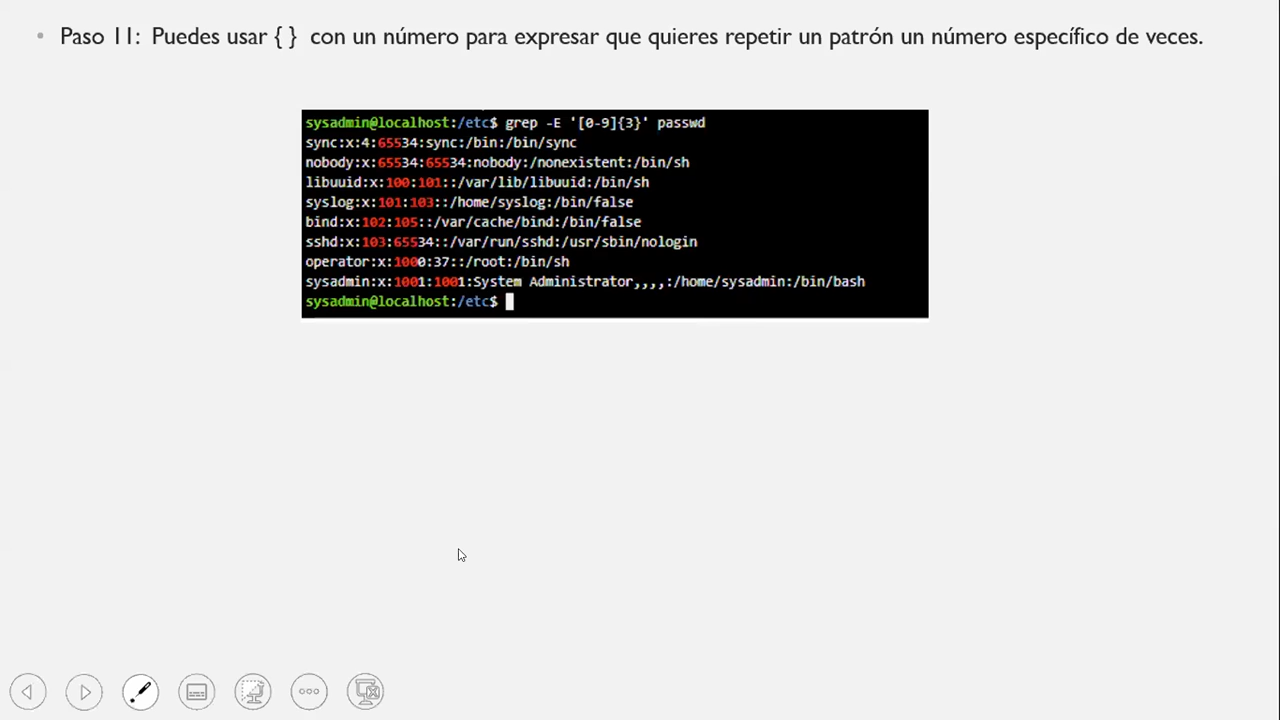 • Paso 11: Puedes usar { } con un número para expresar que quieres repetir un patrón un número específico de veces.
sysadmin@localhost:/etc$ grep -E '[0-9]{3}' passwd
sync:x:4:65534:sync:/bin:/bin/sync
nobody:x:65534:65534:nobody:/nonexistent:/bin/sh
libuuid:x:100:101::/var/lib/libuuid:/bin/sh
syslog:x:101:103::/home/syslog:/bin/false
bind:x:102:105::/var/cache/bind:/bin/false
sshd:x:103:65534::/var/run/sshd:/usr/sbin/nologin
operator:x:1000:37::/root:/bin/sh
sysadmin:x:1001:1001:System Administrator,,,,:/home/sysadmin:/bin/bash
sysadmin@localhost:/etc$